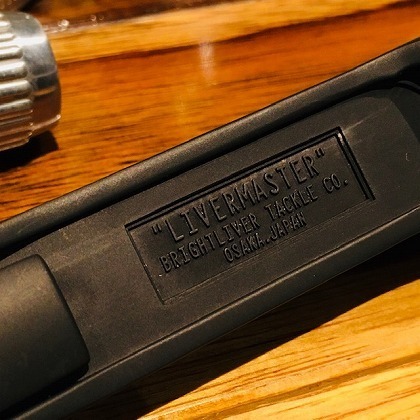 "LIVERMASTER"
BRIGHTLIVER TACKLE CO.
OSAKA.JAPAN